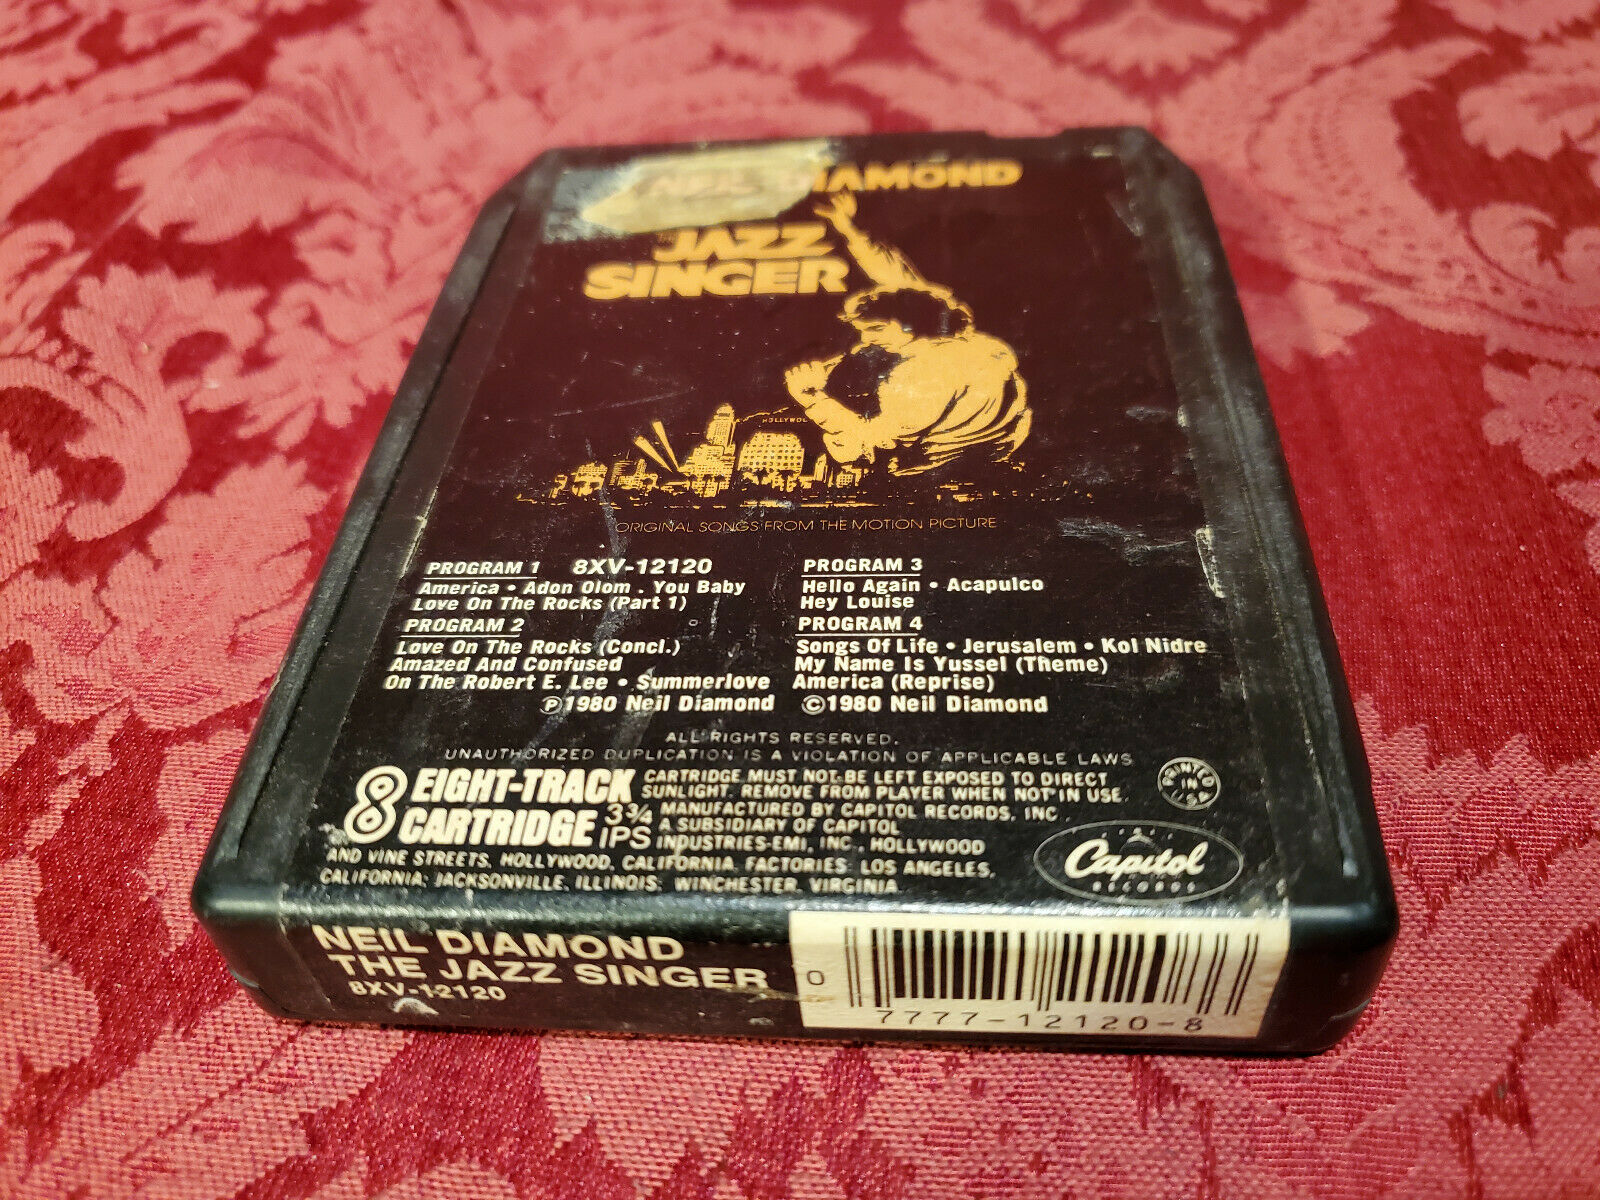 NEIL DIAMOND
THE
JAZZ
SINGER
HOLLYWOO
ORIGINAL SONGS FROM THE MOTION PICTURE
PROGRAM 1 8XV-12120
America • Adon Olom . You Baby
Love On The Rocks (Part 1)
PROGRAM 2
Love On The Rocks (Concl.)
Amazed And Confused
On The Robert E. Lee • Summerlove
PROGRAM 3
Hello Again • Acapulco
Hey Louise
PROGRAM 4
Songs Of Life • Jerusalem • Kol Nidre
My Name Is Yussel (Theme)
America (Reprise)
Ⓟ1980 Neil Diamond ©1980 Neil Diamond
ALL RIGHTS RESERVED.
UNAUTHORIZED DUPLICATION IS A VIOLATION OF APPLICABLE LAWS
8 EIGHT-TRACK
CARTRIDGE 3¾
IPS
CARTRIDGE MUST NOT BE LEFT EXPOSED TO DIRECT
SUNLIGHT. REMOVE FROM PLAYER WHEN NOT IN USE.
MANUFACTURED BY CAPITOL RECORDS, INC.,
A SUBSIDIARY OF CAPITOL
INDUSTRIES-EMI, INC., HOLLYWOOD
AND VINE STREETS, HOLLYWOOD, CALIFORNIA. FACTORIES: LOS ANGELES,
CALIFORNIA; JACKSONVILLE, ILLINOIS; WINCHESTER, VIRGINIA.
PRINTED
IN
Capitol
RECORDS
NEIL DIAMOND
THE JAZZ SINGER
8XV-12120
0
7777-12120-8